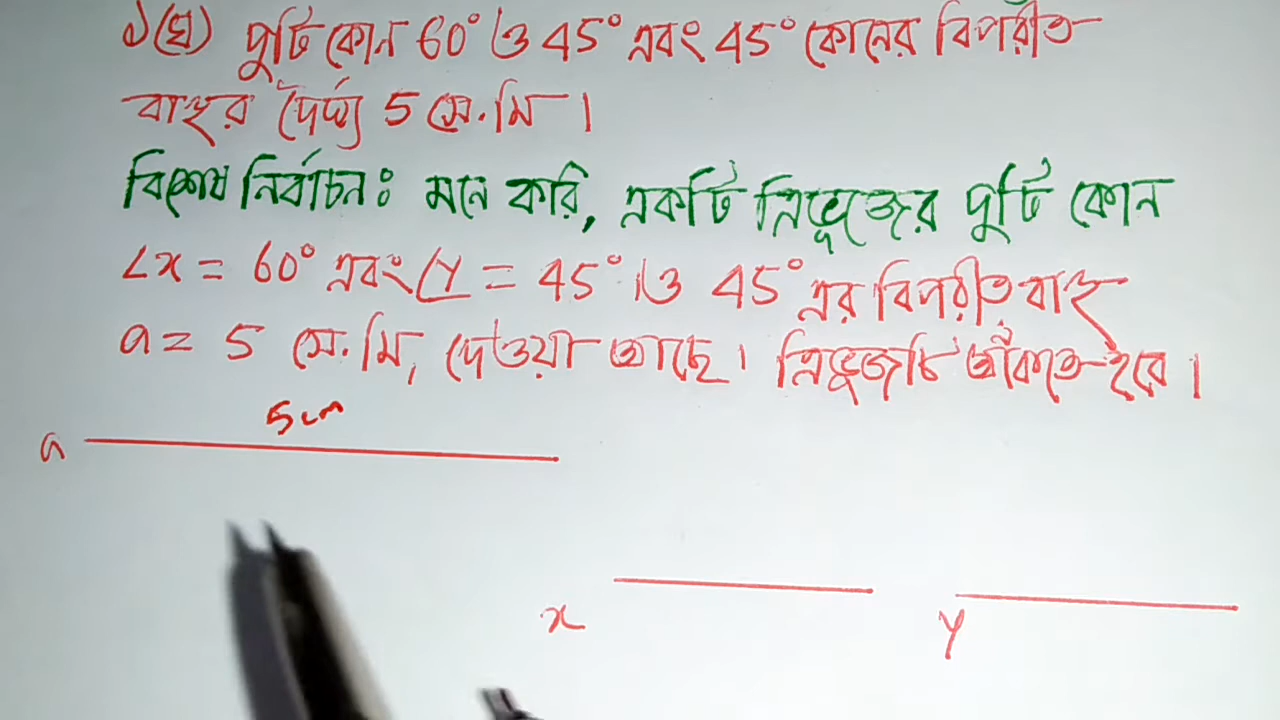 ১(ঘ) দুটি কোন 60° ও 45° এবং 45° কোনের বিপরীত
বাহুর দৈর্ঘ্য 5 সে.মি।
বিশেষ নির্বাচনঃ মনে করি, একটি ত্রিভূজের দুটি কোন
∠x = 60° এবং ∠y = 45° ও 45° এর বিপরীত বাহু
a = 5 সে.মি, দেওয়া আছে। ত্রিভুজটি আঁকতে হবে।
5cm
a
x
y